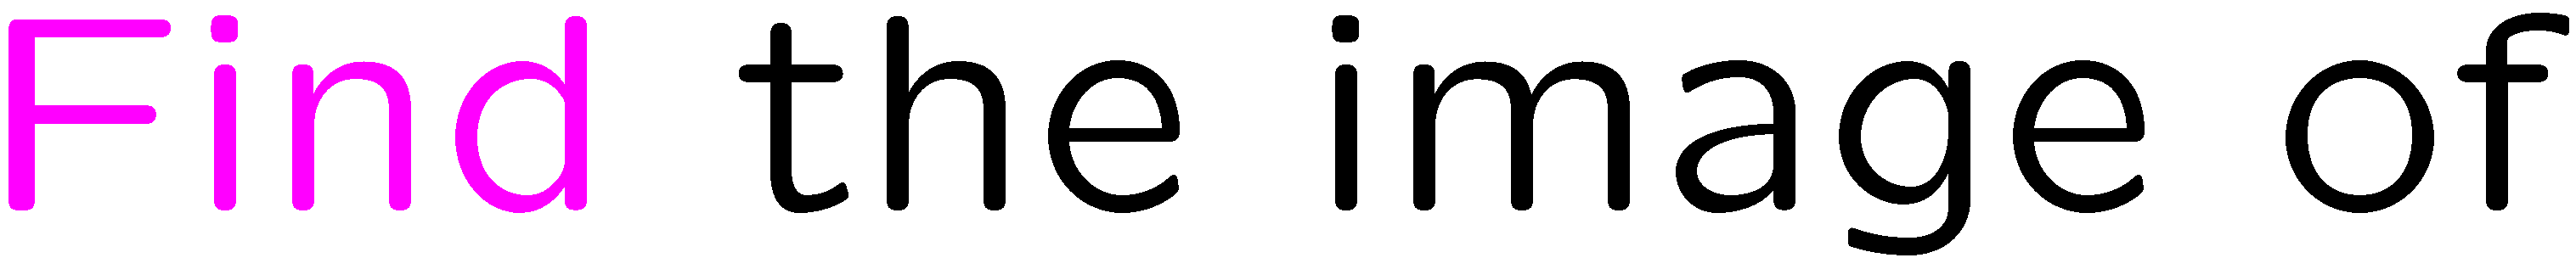 Find the image of